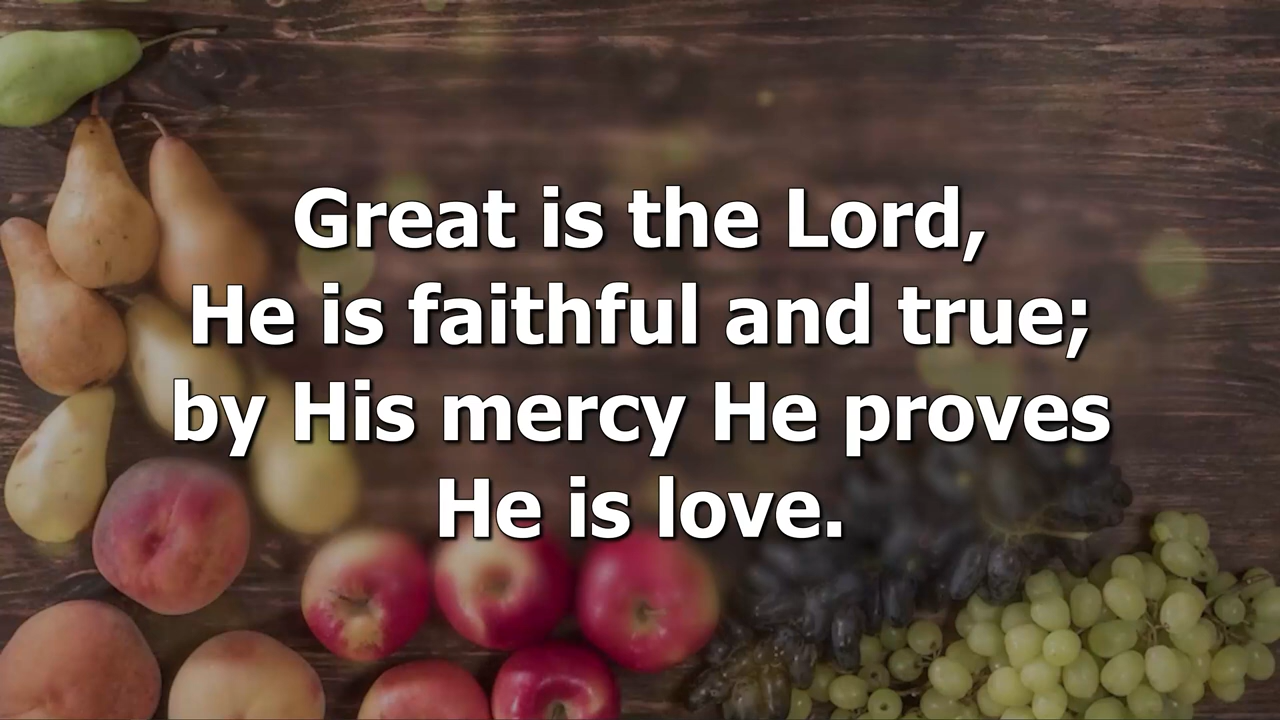 Great is the Lord,
He is faithful and true;
by His mercy He proves
He is love.